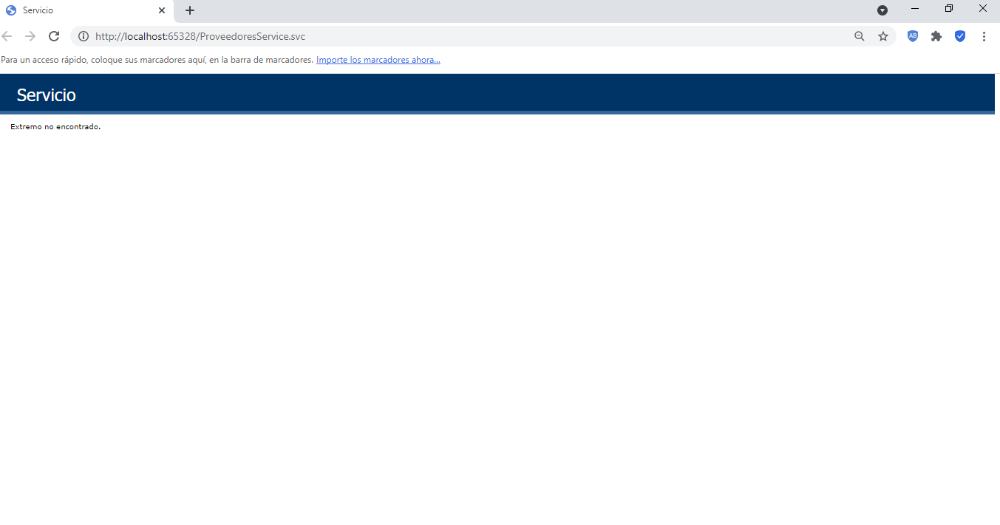 Servicio
http://localhost:65328/ProveedoresService.svc
AB
Para un acceso rápido, coloque sus marcadores aquí, en la barra de marcadores. Importe los marcadores ahora...
Servicio
Extremo no encontrado.